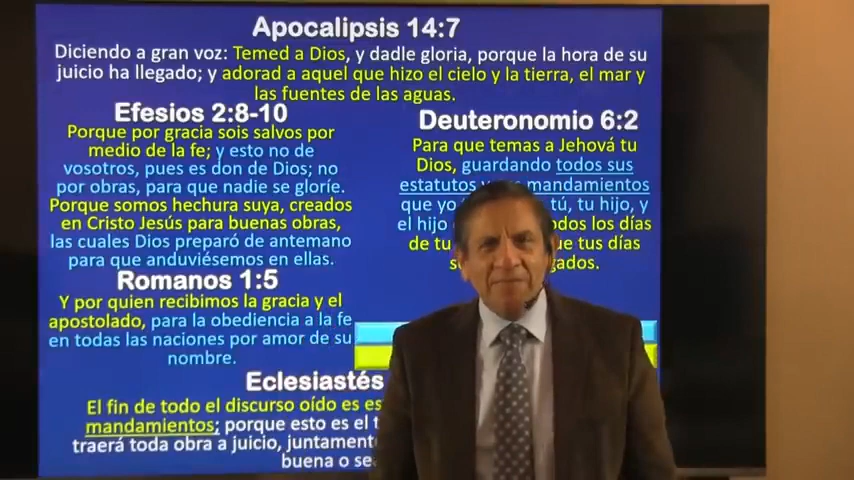 Apocalipsis 14:7
Diciendo a gran voz: Temed a Dios, y dadle gloria, porque la hora de su
juicio ha llegado; y adorad a aquel que hizo el cielo y la tierra, el mar y
las fuentes de las aguas.
Efesios 2:8-10
Porque por gracia sois salvos por
medio de la fe; y esto no de
vosotros, pues es don de Dios; no
por obras, para que nadie se gloríe.
Porque somos hechura suya, creados
en Cristo Jesús para buenas obras,
las cuales Dios preparó de antemano
para que anduviésemos en ellas.
Romanos 1:5
Y por quien recibimos la gracia y el
apostolado, para la obediencia a la fe
en todas las naciones por amor de su
nombre.
Deuteronomio 6:2
Para que temas a Jehová tu
Dios, guardando todos sus
estatutos mandamientos
que yo tú, tu hijo, y
el hijo los días
de tu que tus días
Eclesiastés
El fin de todo el discurso oído es
mandamientos; porque esto es el
traerá toda obra a juicio,
buena o